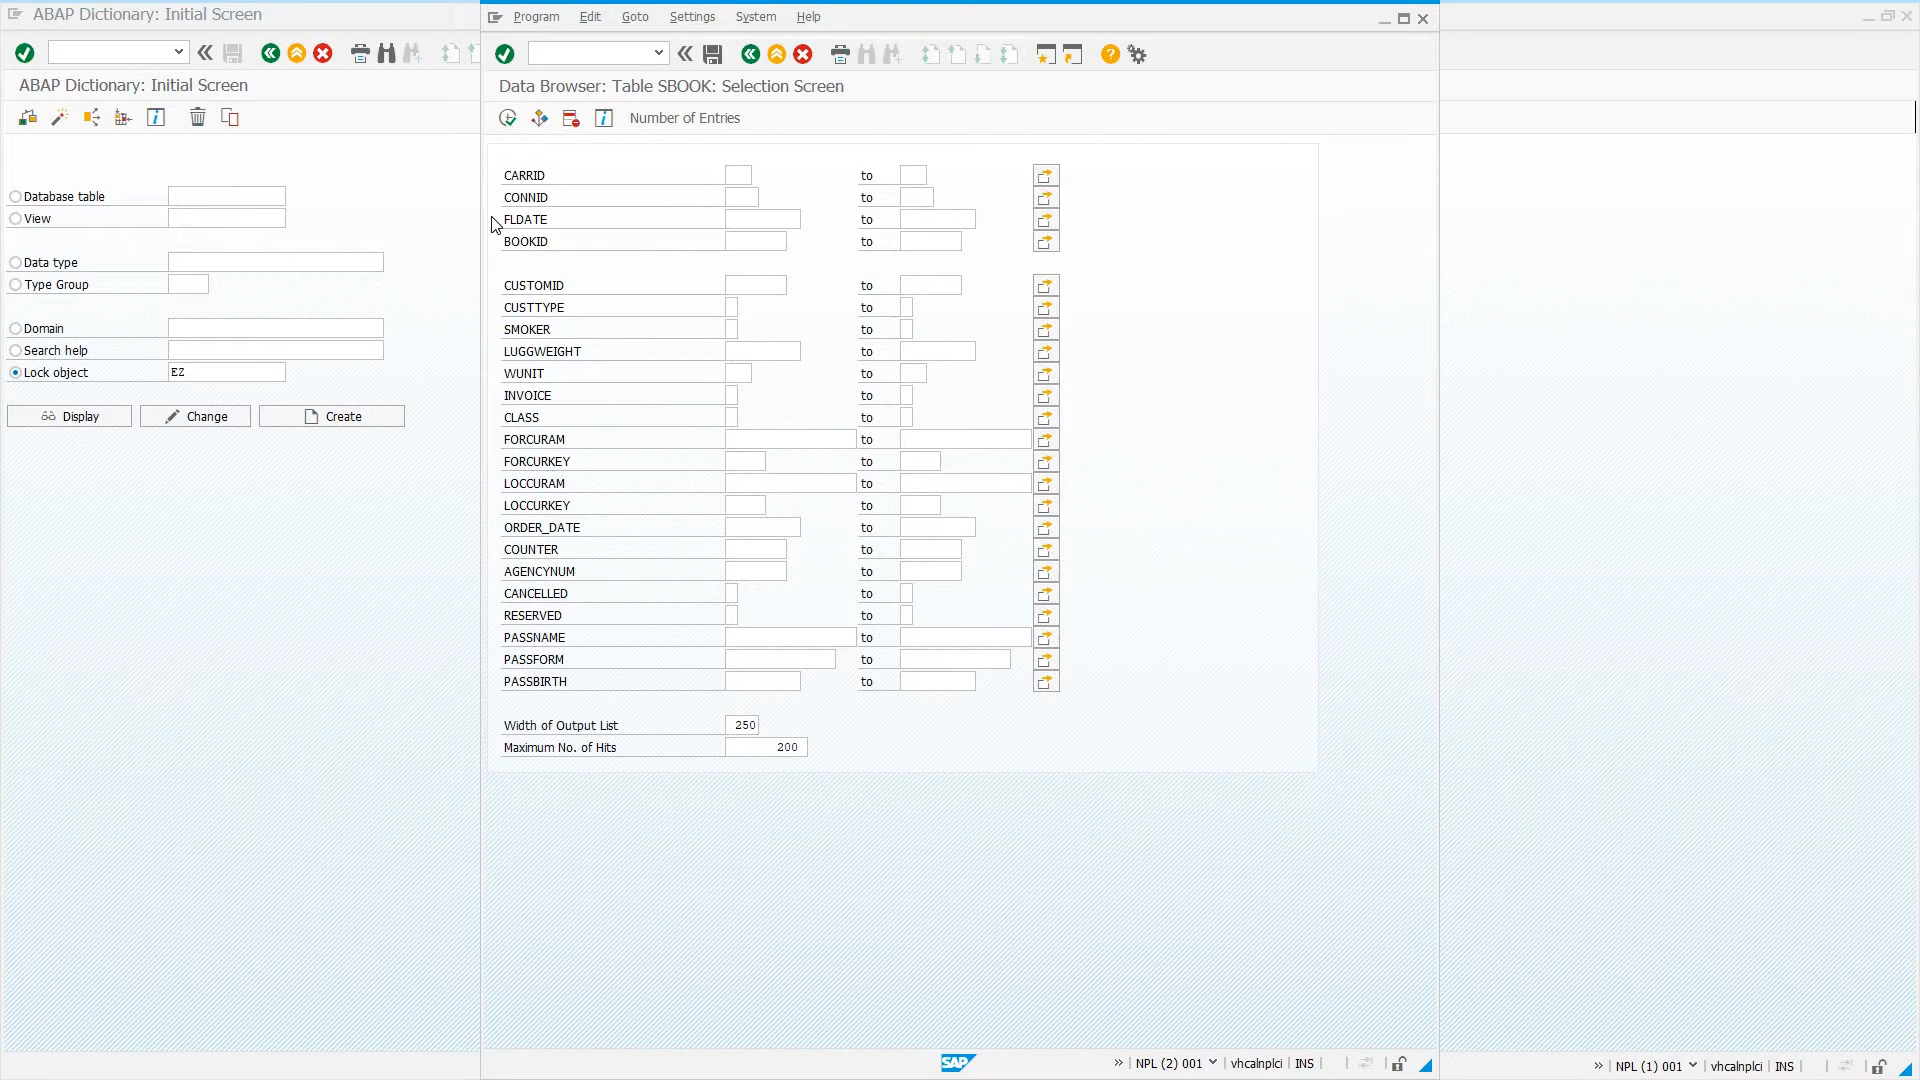 ABAP Dictionary: Initial Screen
ABAP Dictionary: Initial Screen
Database table
View
Data type
Type Group
Domain
Search help
Lock object EZ
Display Change Create
Program Edit Goto Settings System Help
Data Browser: Table SBOOK: Selection Screen
Number of Entries
CARRID to
CONNID to
FLDATE to
BOOKID to
CUSTOMID to
CUSTTYPE to
SMOKER to
LUGGWEIGHT to
WUNIT to
INVOICE to
CLASS to
FORCURAM to
FORCURKEY to
LOCCURAM to
LOCCURKEY to
ORDER_DATE to
COUNTER to
AGENCYNUM to
CANCELLED to
RESERVED to
PASSNAME to
PASSFORM to
PASSBIRTH to
Width of Output List 250
Maximum No. of Hits 200
SAP » NPL (2) 001 vhcalnplci INS
» NPL (1) 001 vhcalnplci INS